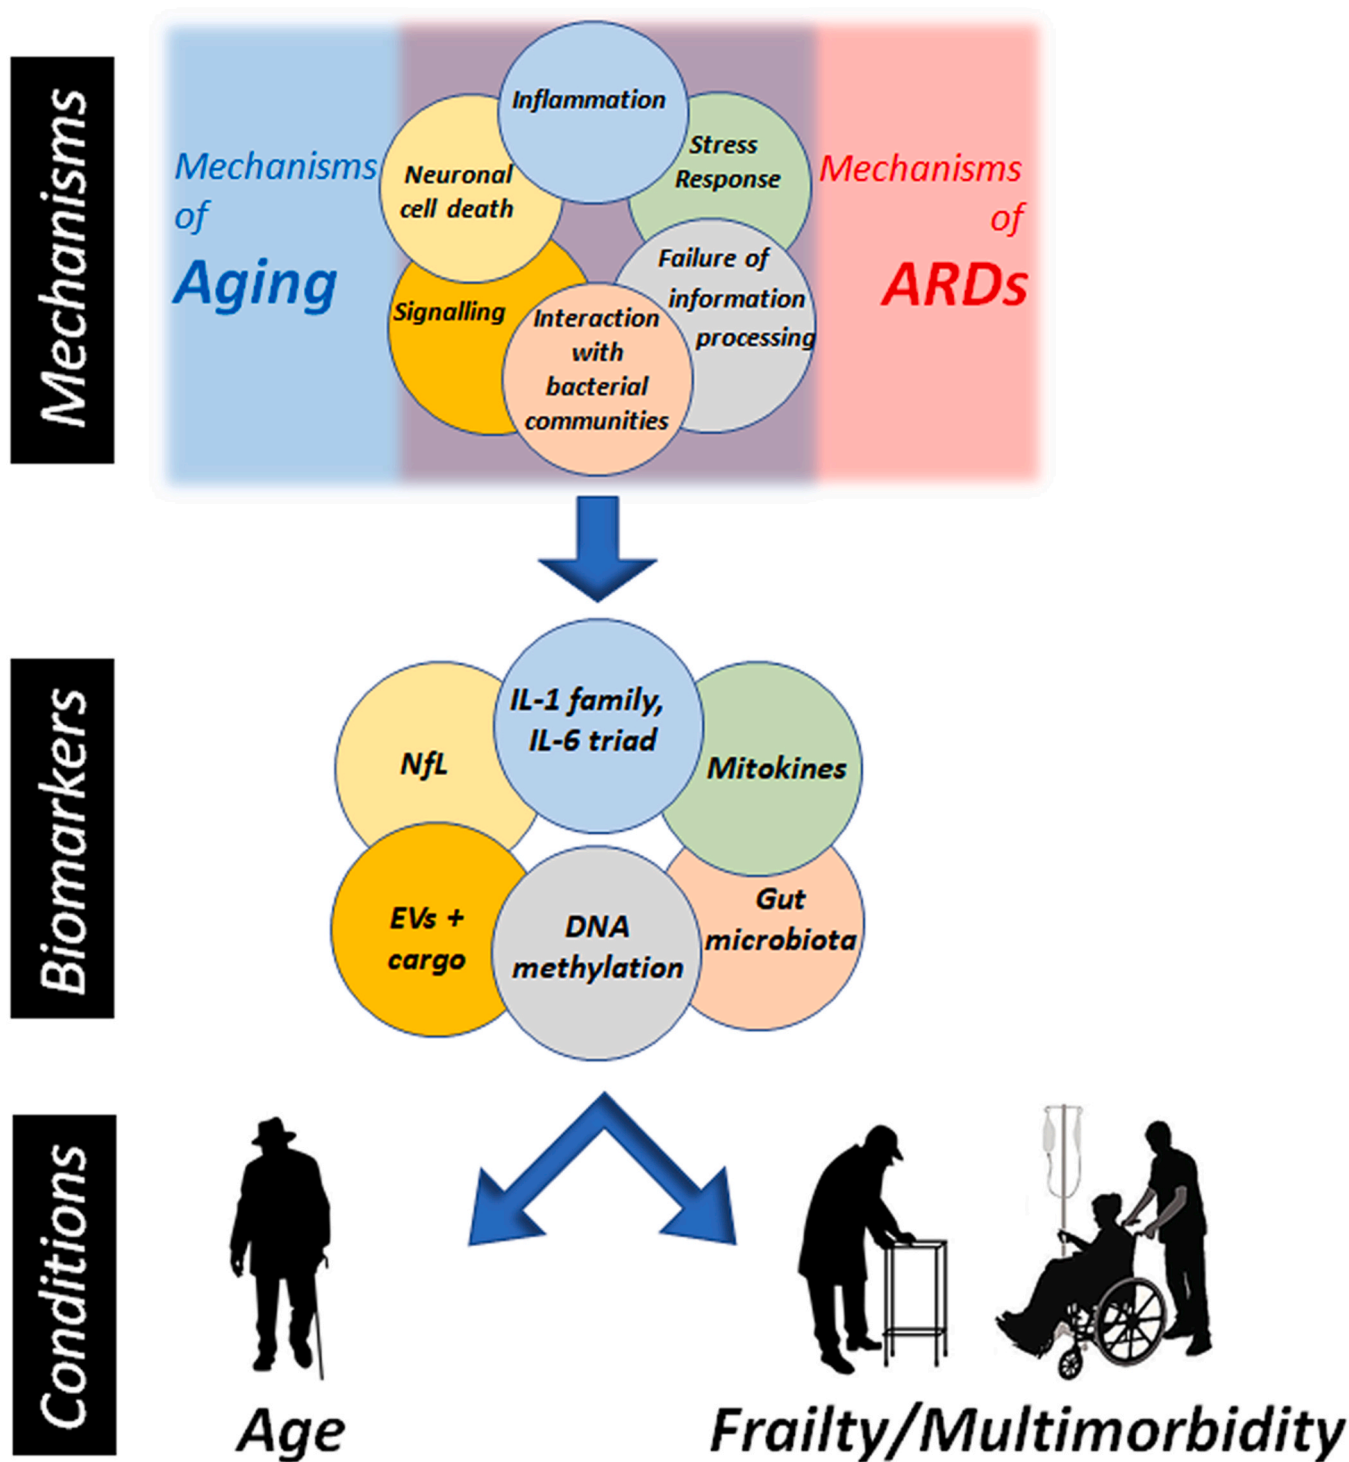 Mechanisms
Mechanisms
of
Aging
Inflammation
Neuronal
cell death
Stress
Response
Signalling
Interaction
with
bacterial
communities
Failure of
information
processing
Mechanisms
of
ARDs
Biomarkers
IL-1 family,
IL-6 triad
NfL
Mitokines
EVs +
cargo
DNA
methylation
Gut
microbiota
Conditions
Age
Frailty/Multimorbidity